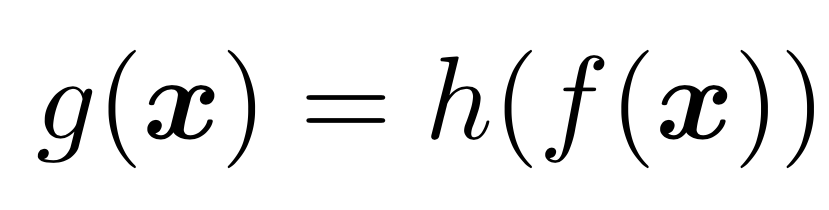 g(𝒙) = h(f(𝒙))